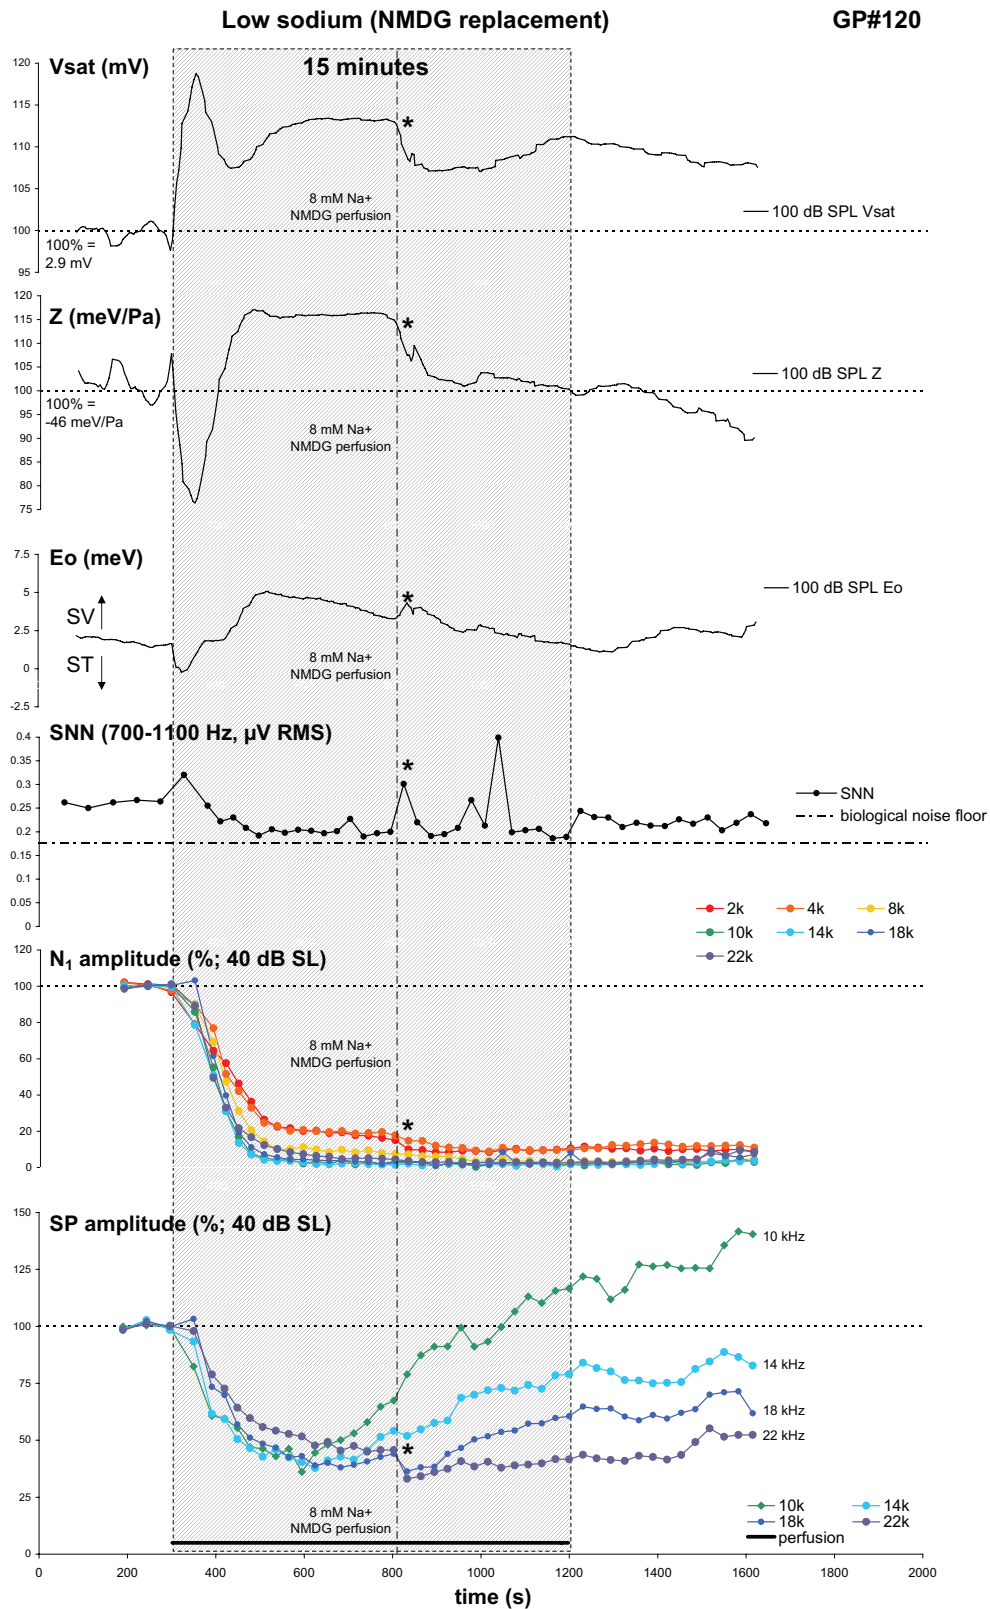 Low sodium (NMDG replacement)
GP#120
15 minutes
Vsat (mV)
120
115
110
105
100
95
100% =
2.9 mV
8 mM Na+
NMDG perfusion
*
100 dB SPL Vsat
Z (meV/Pa)
120
115
110
105
100
95
90
85
80
75
100% =
-46 meV/Pa
8 mM Na+
NMDG perfusion
*
100 dB SPL Z
Eo (meV)
7.5
5
2.5
0
-2.5
SV
ST
8 mM Na+
NMDG perfusion
*
100 dB SPL Eo
SNN (700-1100 Hz, µV RMS)
0.4
0.35
0.3
0.25
0.2
0.15
0.1
0.05
0
*
SNN
biological noise floor
2k 4k 8k
10k 14k 18k
22k
N1 amplitude (%; 40 dB SL)
120
100
80
60
40
20
0
8 mM Na+
NMDG perfusion
*
SP amplitude (%; 40 dB SL)
150
125
100
75
50
25
0
10 kHz
14 kHz
18 kHz
22 kHz
*
8 mM Na+
NMDG perfusion
10k 14k
18k 22k
perfusion
0 200 400 600 800 1000 1200 1400 1600 1800 2000
time (s)